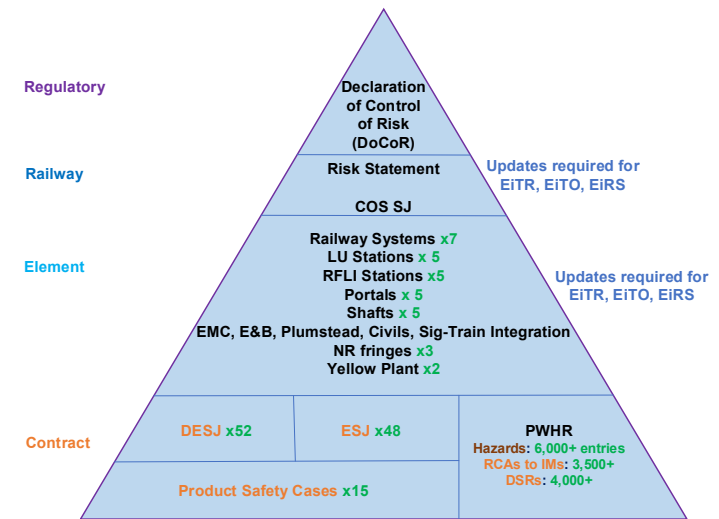 Regulatory
Declaration
of Control
of Risk
(DoCoR)
Railway
Risk Statement
COS SJ
Updates required for
EiTR, EiTO, EiRS
Element
Railway Systems x7
LU Stations x 5
RFLI Stations x5
Portals x 5
Shafts x 5
EMC, E&B, Plumstead, Civils, Sig-Train Integration
NR fringes x3
Yellow Plant x2
Updates required for
EiTR, EiTO, EiRS
Contract
DESJ x52
ESJ x48
Product Safety Cases x15
PWHR
Hazards: 6,000+ entries
RCAs to IMs: 3,500+
DSRs: 4,000+